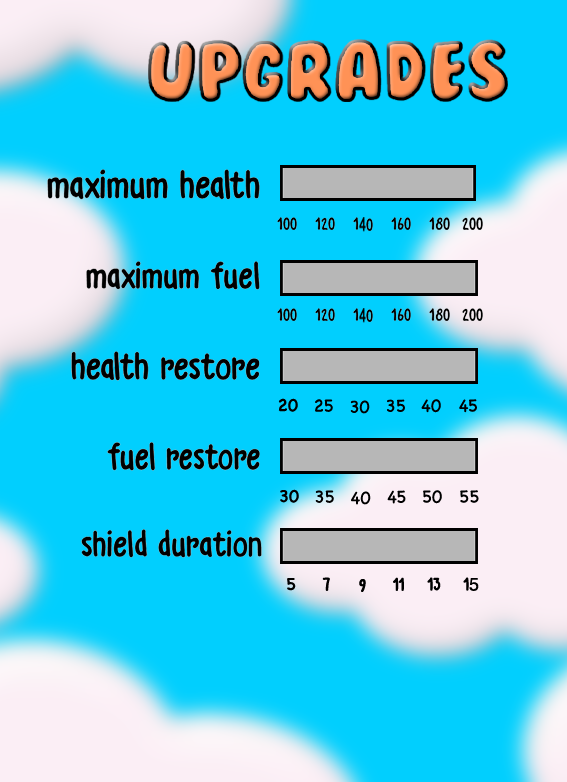 UPGRADES
maximum health
100 120 140 160 180 200
maximum fuel
100 120 140 160 180 200
health restore
20 25 30 35 40 45
fuel restore
30 35 40 45 50 55
shield duration
5 7 9 11 13 15